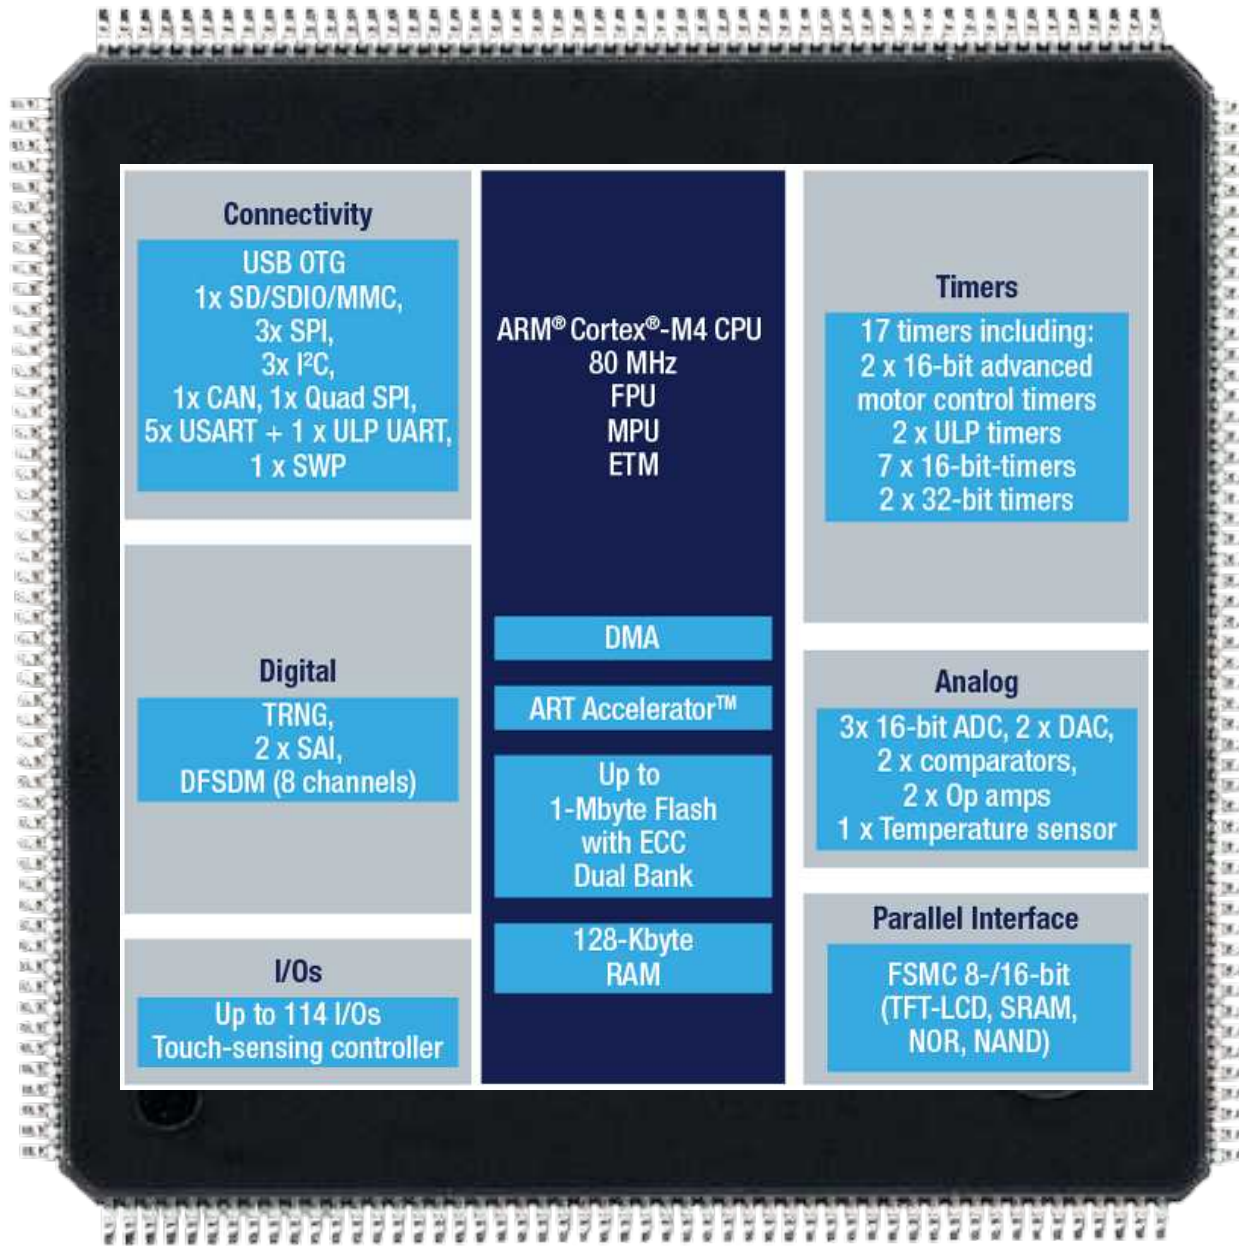 Connectivity
USB OTG
1x SD/SDIO/MMC,
3x SPI,
3x I²C,
1x CAN, 1x Quad SPI,
5x USART + 1 x ULP UART,
1 x SWP
Digital
TRNG,
2 x SAI,
DFSDM (8 channels)
I/Os
Up to 114 I/Os
Touch-sensing controller
ARM® Cortex®-M4 CPU
80 MHz
FPU
MPU
ETM
DMA
ART Accelerator™
Up to
1-Mbyte Flash
with ECC
Dual Bank
128-Kbyte
RAM
Timers
17 timers including:
2 x 16-bit advanced
motor control timers
2 x ULP timers
7 x 16-bit-timers
2 x 32-bit timers
Analog
3x 16-bit ADC, 2 x DAC,
2 x comparators,
2 x Op amps
1 x Temperature sensor
Parallel Interface
FSMC 8-/16-bit
(TFT-LCD, SRAM,
NOR, NAND)